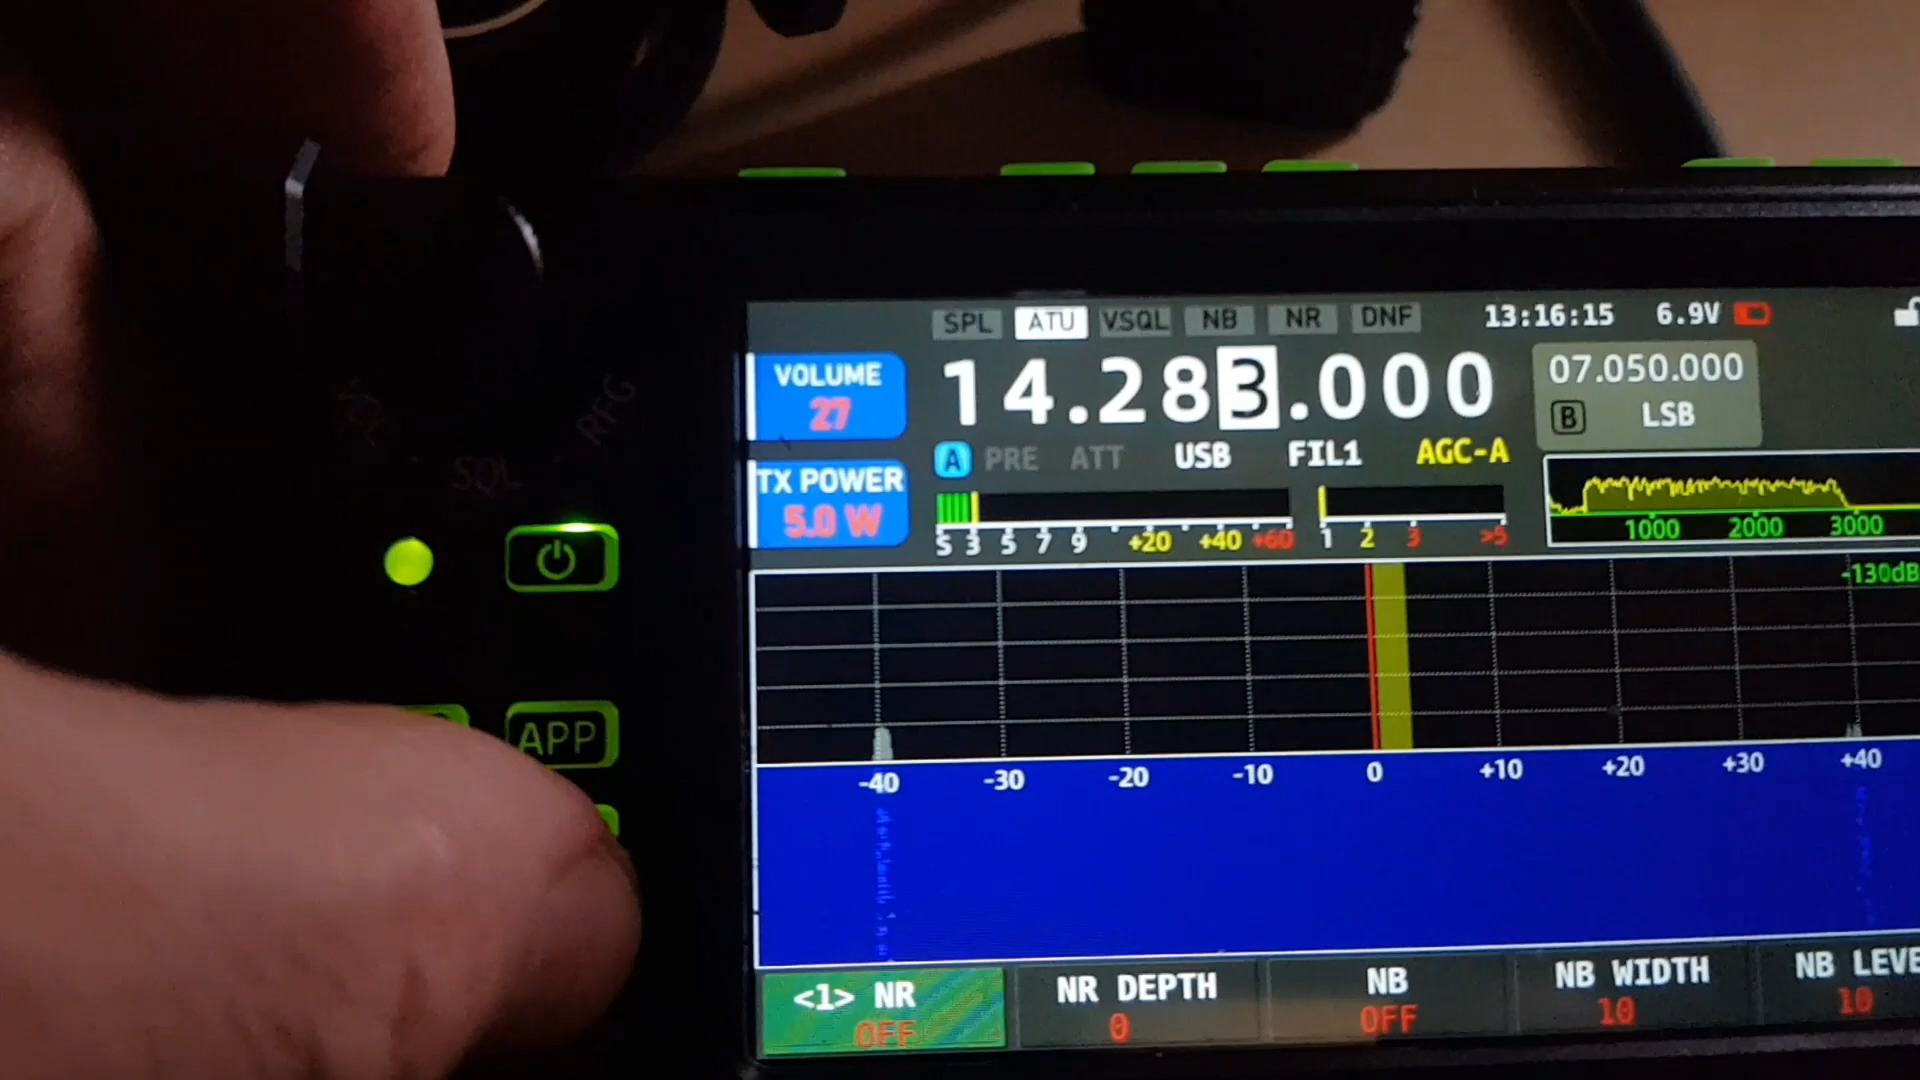 SPL ATU VSQL NB NR DNF 13:16:15 6.9V
VOLUME
27
14.283.000
07.050.000
B LSB
A PRE ATT USB FIL1 AGC-A
TX POWER
5.0 W
S 3 5 7 9 +20 +40 +60 1 2 3 >5
1000 2000 3000
-130dB
-40 -30 -20 -10 0 +10 +20 +30 +40
<1> NR
OFF
NR DEPTH
0
NB
OFF
NB WIDTH
10
NB LEVE
10
SQL
RFG
APP